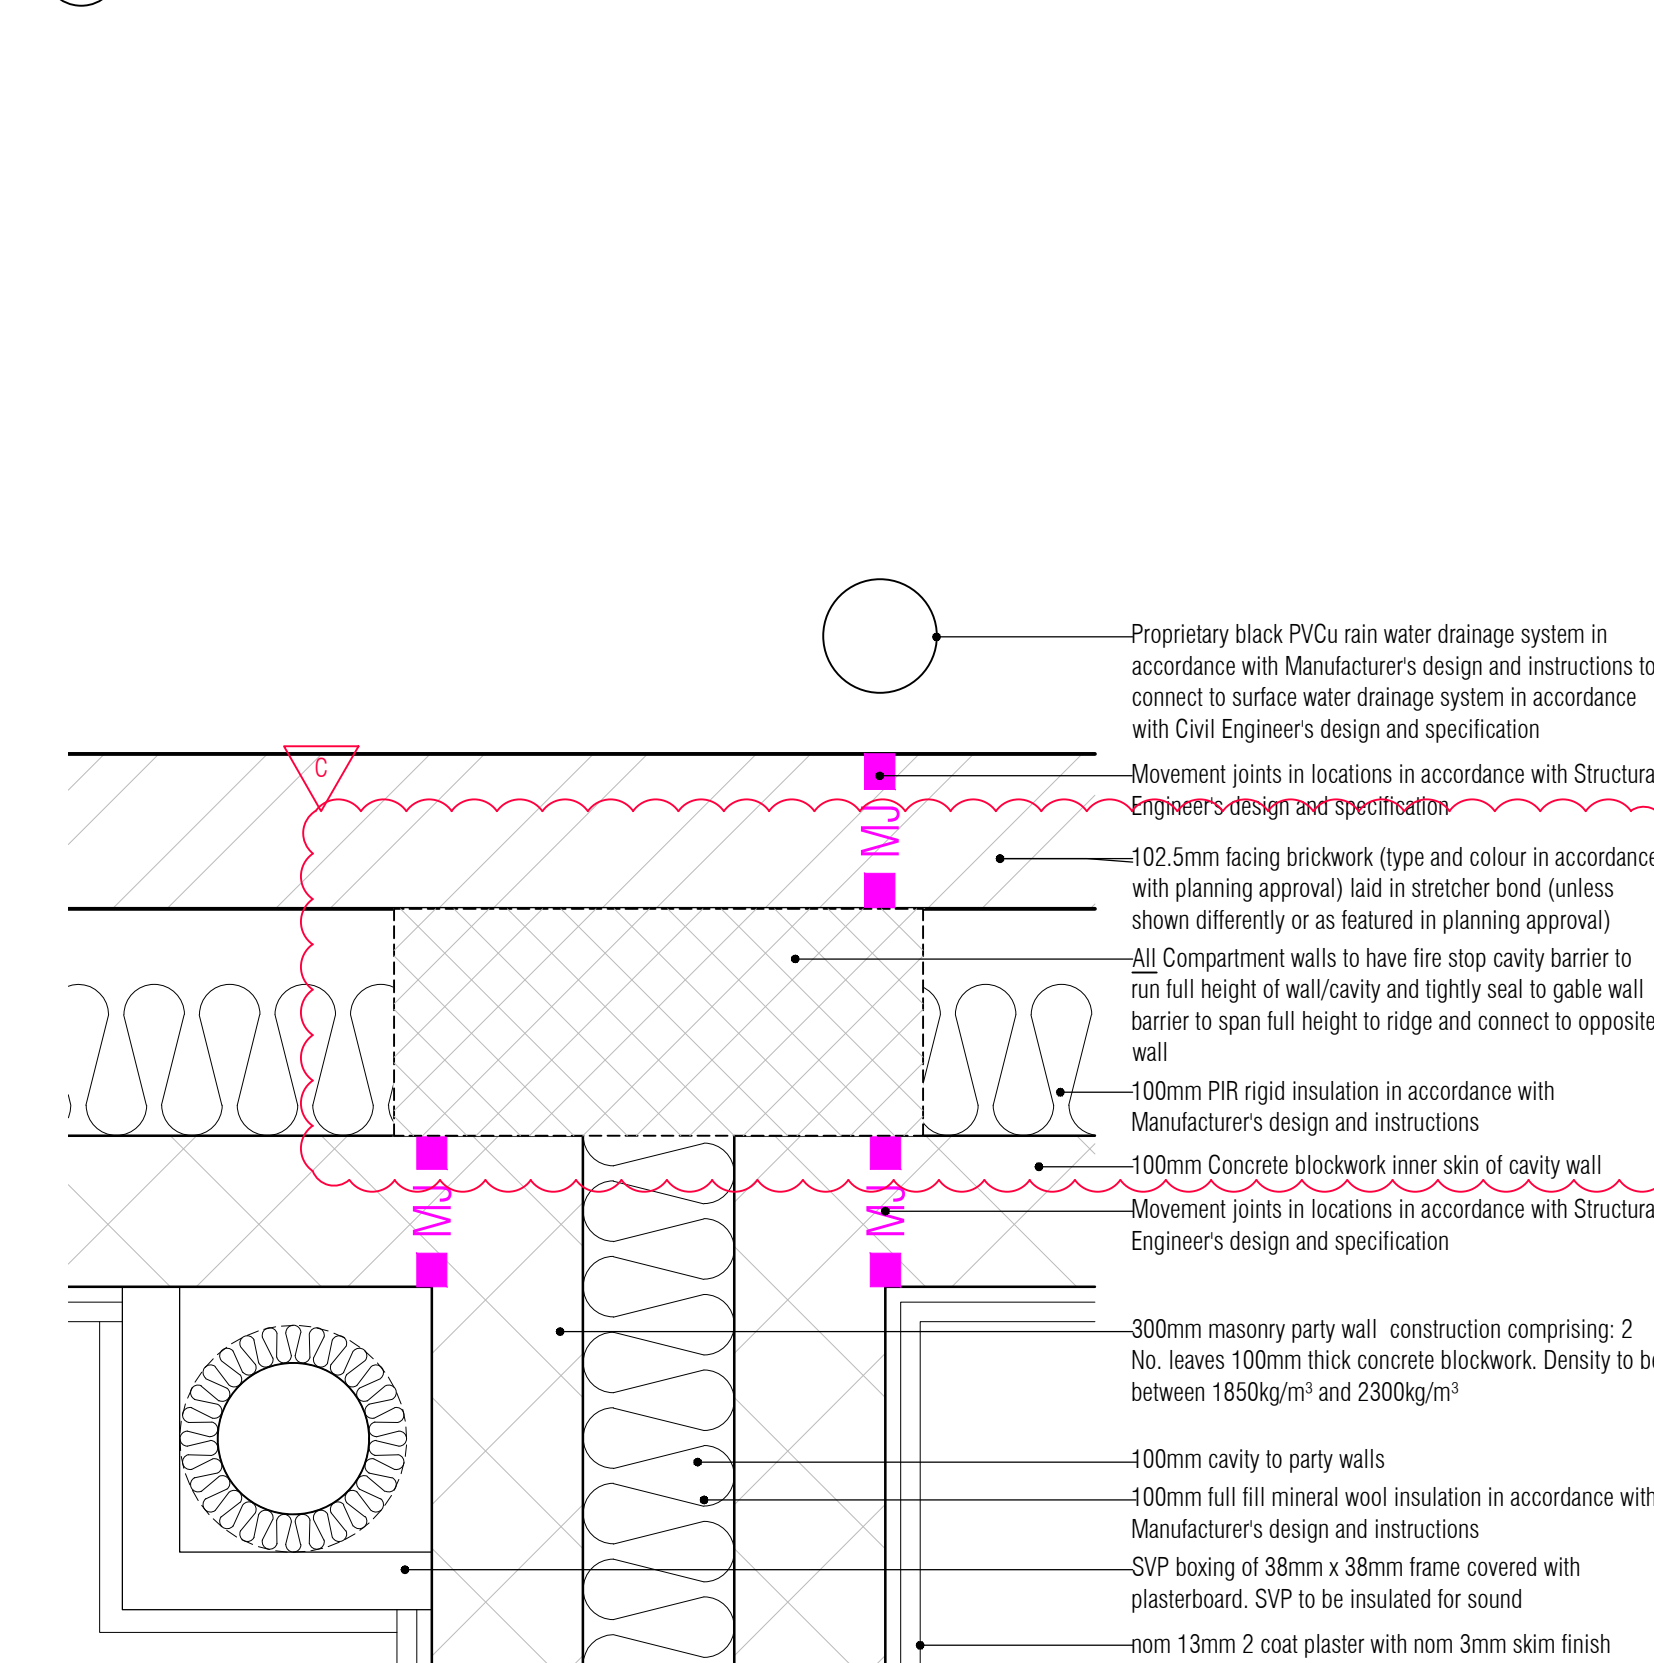 Proprietary black PVCu rain water drainage system in
accordance with Manufacturer's design and instructions to
connect to surface water drainage system in accordance
with Civil Engineer's design and specification
C
Movement joints in locations in accordance with
Engineer's design and specification
MJ
102.5mm facing brickwork (type and colour in accordance
with planning approval) laid in stretcher bond (unless
shown differently or as featured in planning approval)
All Compartment walls to have fire stop cavity barrier to
run full height of wall/cavity and tightly seal to gable wall
barrier to span full height to ridge and connect to opposite
wall
100mm PIR rigid insulation in accordance with
Manufacturer's design and instructions
100mm Concrete blockwork inner skin of cavity wall
MJ
MJ
Movement joints in locations in accordance with
Engineer's design and specification
300mm masonry party wall construction comprising: 2
No. leaves 100mm thick concrete blockwork. Density to be
between 1850kg/m³ and 2300kg/m³
100mm cavity to party walls
100mm full fill mineral wool insulation in accordance with
Manufacturer's design and instructions
SVP boxing of 38mm x 38mm frame covered with
plasterboard. SVP to be insulated for sound
nom 13mm 2 coat plaster with nom 3mm skim finish